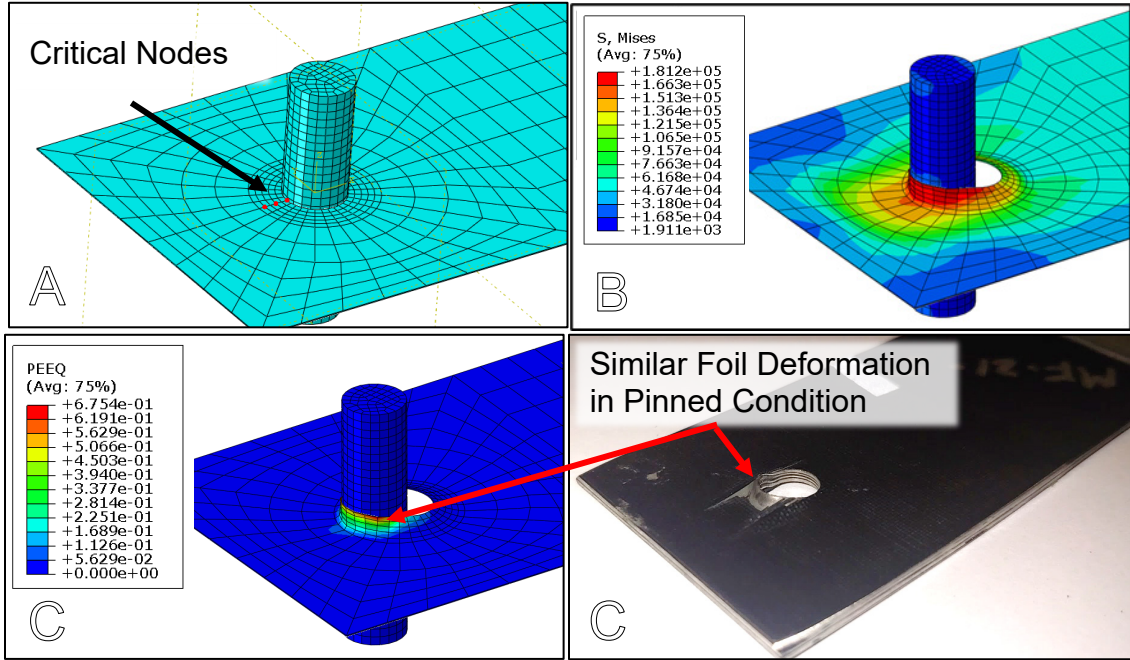 Critical Nodes
A
S, Mises
(Avg: 75%)
+1.812e+05
+1.663e+05
+1.513e+05
+1.364e+05
+1.215e+05
+1.065e+05
+9.157e+04
+7.663e+04
+6.168e+04
+4.674e+04
+3.180e+04
+1.685e+04
+1.911e+03
B
PEEQ
(Avg: 75%)
+6.754e-01
+6.191e-01
+5.629e-01
+5.066e-01
+4.503e-01
+3.940e-01
+3.377e-01
+2.814e-01
+2.251e-01
+1.689e-01
+1.126e-01
+5.629e-02
+0.000e+00
C
Similar Foil Deformation
in Pinned Condition
C